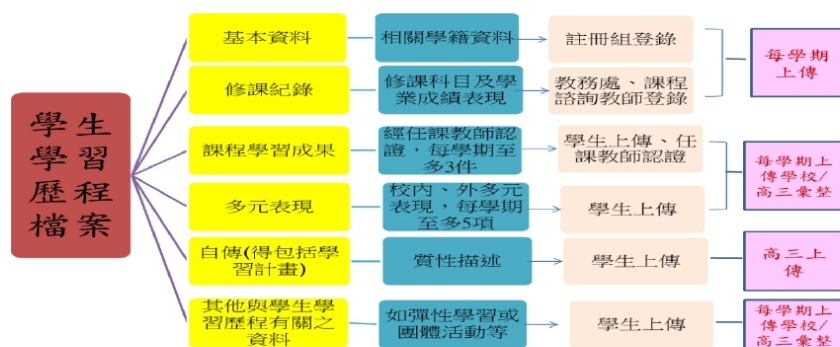 學生
學習
歷程
檔案
基本資料
相關學籍資料
註冊組登錄
每學期
上傳
修課紀錄
修課科目及學
業成績表現
教務處、課程
諮詢教師登錄
課程學習成果
經任課教師認
證，每學期至
多3件
學生上傳、任
課教師認證
每學期上
傳學校/
高三彙整
多元表現
校內、外多元
表現，每學期
至多5項
學生上傳
自傳(得包括學
習計畫)
質性描述
學生上傳
高三上
傳
其他與學生學
習歷程有關之
資料
如彈性學習或
團體活動等
學生上傳
每學期上
傳學校/
高三彙整